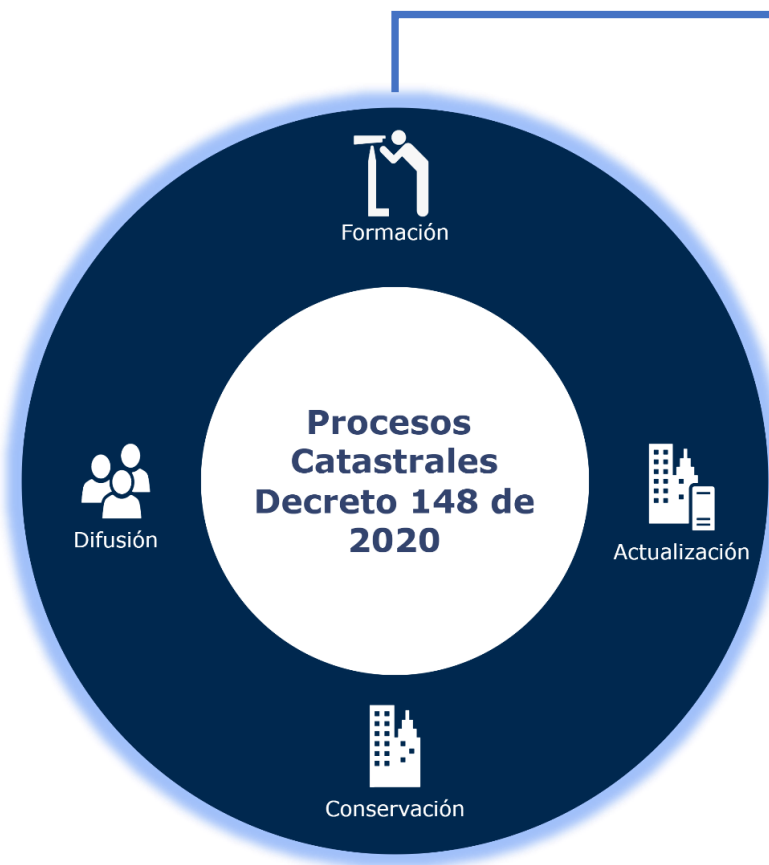 Formación
Procesos
Catastrales
Decreto 148 de
2020
Difusión
Actualización
Conservación